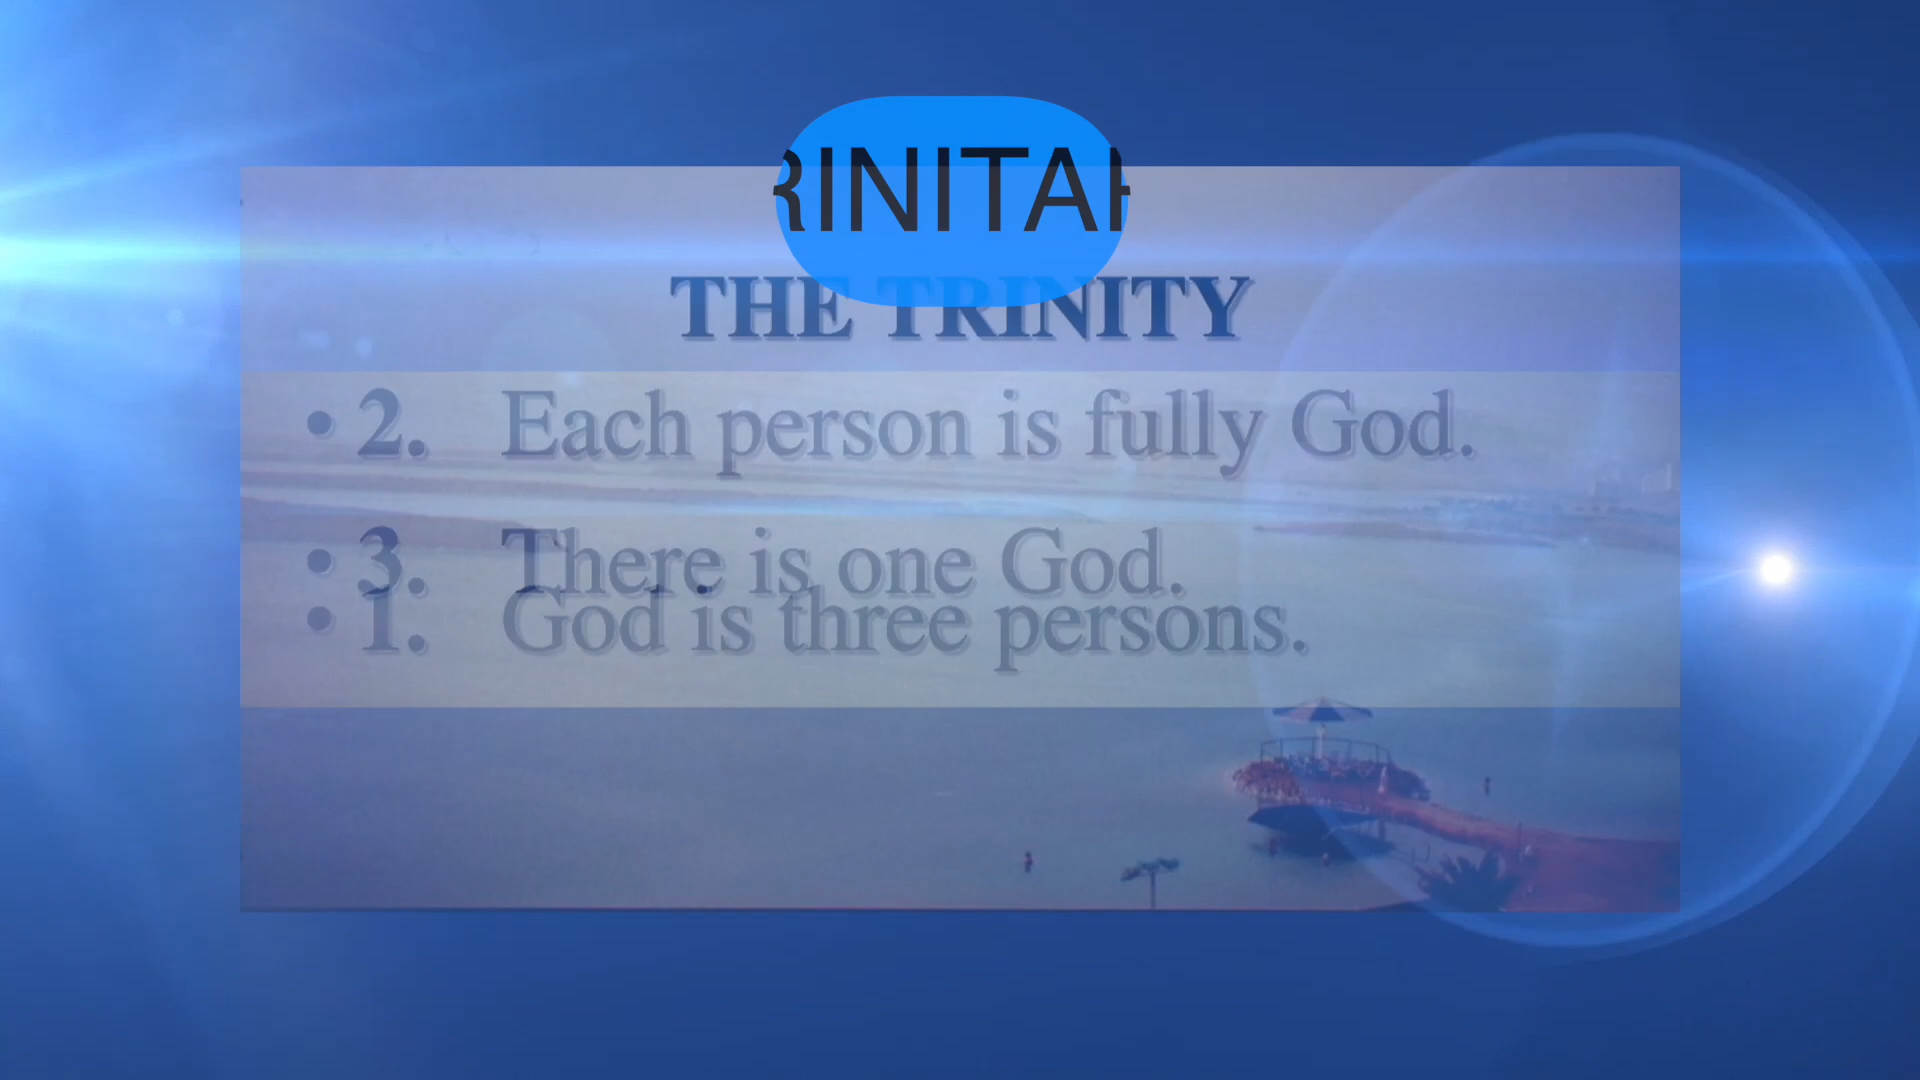 RINITAR
THE TRINITY
• 2. Each person is fully God.
• 3. There is one God.
• 1. God is three persons.